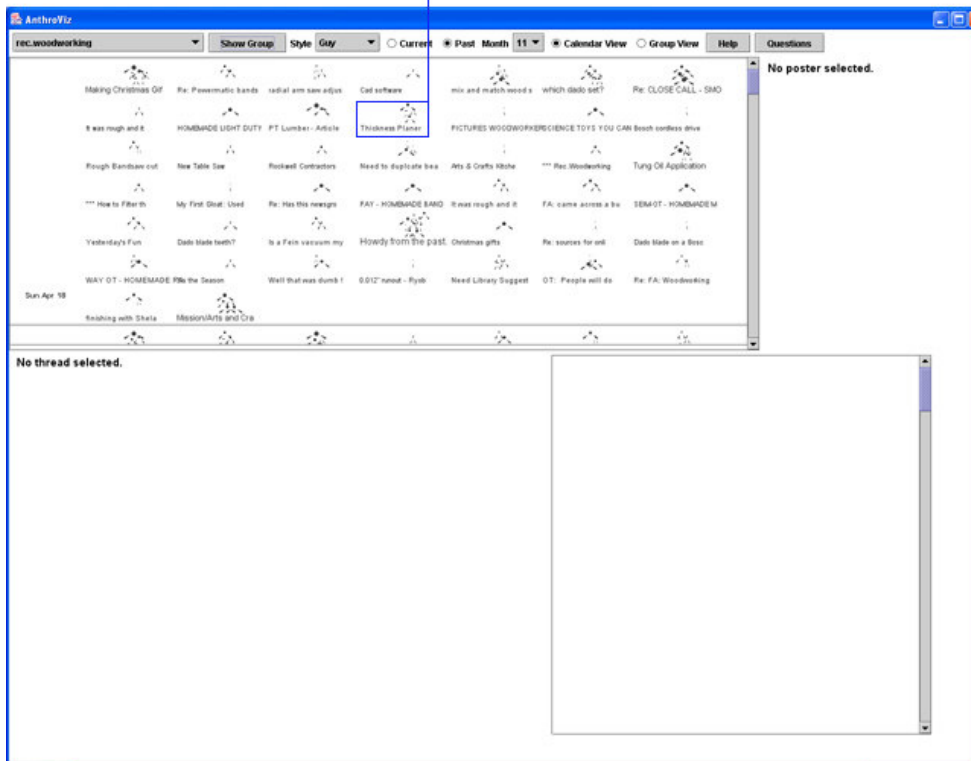 AnthroViz
rec.woodworking Show Group Style Guy Current Past Month 11 Calendar View Group View Help Questions
No poster selected.
Making Christmas Gif Re: Powermatic bands radial arm saw adjus Cad software mix and match wood s which dado set? Re: CLOSE CALL - SMO
It was rough and it HOMEMADE LIGHT DUTY PT Lumber - Article Thickness Planer PICTURES WOODWORKERS SCIENCE TOYS YOU CAN Bosch cordless drive
Rough Bandsaw cut New Table Saw Rockwell Contractors Need to duplicate bea Arts & Crafts Kitche *** Rec.Woodworking Tung Oil Application
*** How to Filter th My First Gloat: Used Re: Has this newsgro FAY - HOMEMADE BAND It was rough and it FA: came across a bu SEMI-OT - HOMEMADE M
Yesterday's Fun Dado blade teeth? Is a Fein vacuum my Howdy from the past. Christmas gifts Re: sources for onli Dado Blade on a Bosc
WAY OT - HOMEMADE the Season Well that was dumb ! 0.012" runout - Ryob Need Library Suggest OT: People will do Re: FA: Woodworking
Sun Apr 18
finishing with Shela Mission/Arts and Cra
No thread selected.